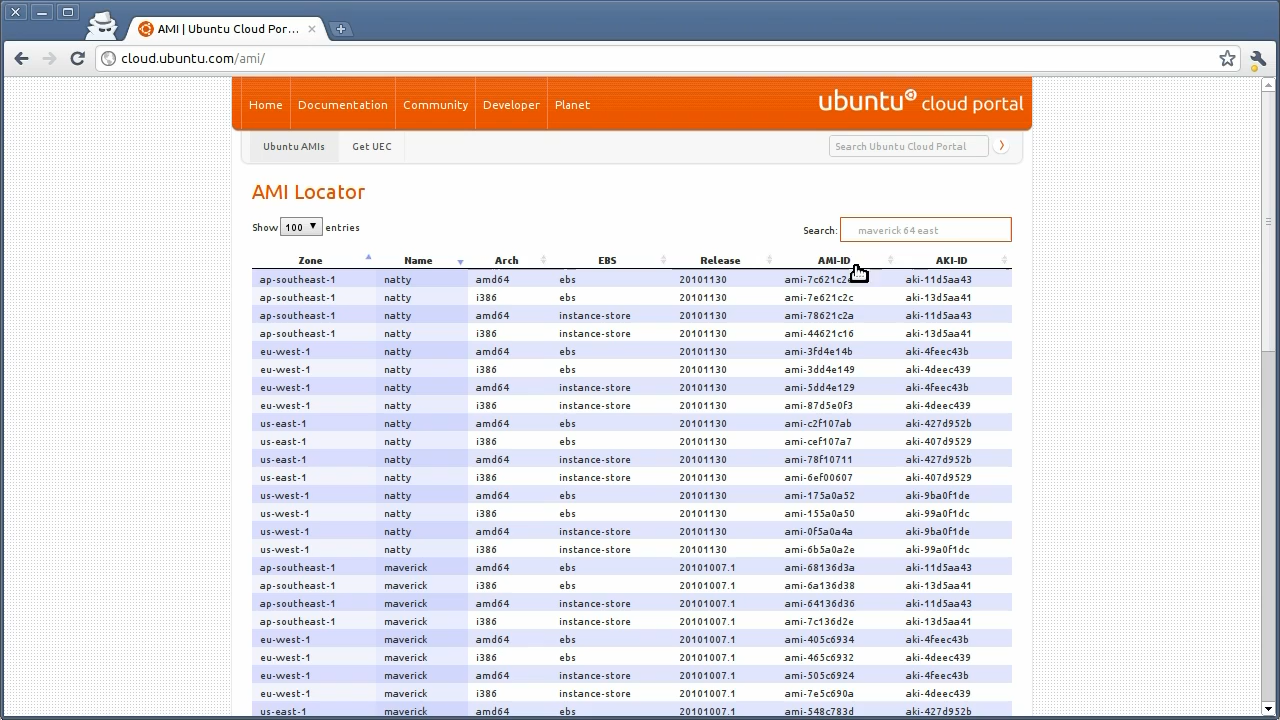 AMI | Ubuntu Cloud Por...
cloud.ubuntu.com/ami/
Home Documentation Community Developer Planet
ubuntu cloud portal
Ubuntu AMIs Get UEC Search Ubuntu Cloud Portal
AMI Locator
Show 100 entries Search: maverick 64 east
Zone Name Arch EBS Release AMI-ID AKI-ID
ap-southeast-1 natty amd64 ebs 20101130 aki-11d5aa43
ap-southeast-1 natty i386 ebs 20101130 ami-7e621c2c aki-13d5aa41
ap-southeast-1 natty amd64 instance-store 20101130 ami-78621c2a aki-11d5aa43
ap-southeast-1 natty i386 instance-store 20101130 ami-44621c16 aki-13d5aa41
eu-west-1 natty amd64 ebs 20101130 ami-3fd4e14b aki-4feec43b
eu-west-1 natty i386 ebs 20101130 ami-3dd4e149 aki-4deec439
eu-west-1 natty amd64 instance-store 20101130 ami-5dd4e129 aki-4feec43b
eu-west-1 natty i386 instance-store 20101130 ami-87d5e0f3 aki-4deec439
us-east-1 natty amd64 ebs 20101130 ami-c2f107ab aki-427d952b
us-east-1 natty i386 ebs 20101130 ami-cef107a7 aki-407d9529
us-east-1 natty amd64 instance-store 20101130 ami-78f10711 aki-427d952b
us-east-1 natty i386 instance-store 20101130 ami-6ef00607 aki-407d9529
us-west-1 natty amd64 ebs 20101130 ami-175a0a52 aki-9ba0f1de
us-west-1 natty i386 ebs 20101130 ami-155a0a50 aki-99a0f1dc
us-west-1 natty amd64 instance-store 20101130 ami-0f5a0a4a aki-9ba0f1de
us-west-1 natty i386 instance-store 20101130 ami-6b5a0a2e aki-99a0f1dc
ap-southeast-1 maverick amd64 ebs 20101007.1 ami-68136d3a aki-11d5aa43
ap-southeast-1 maverick i386 ebs 20101007.1 ami-6a136d38 aki-13d5aa41
ap-southeast-1 maverick amd64 instance-store 20101007.1 ami-64136d36 aki-11d5aa43
ap-southeast-1 maverick i386 instance-store 20101007.1 ami-7c136d2e aki-13d5aa41
eu-west-1 maverick amd64 ebs 20101007.1 ami-405c6934 aki-4feec43b
eu-west-1 maverick i386 ebs 20101007.1 ami-465c6932 aki-4deec439
eu-west-1 maverick amd64 instance-store 20101007.1 ami-505c6924 aki-4feec43b
eu-west-1 maverick i386 instance-store 20101007.1 ami-7e5c690a aki-4deec439
us-east-1 maverick amd64 ebs 20101007.1 ami-548c783d aki-427d952b